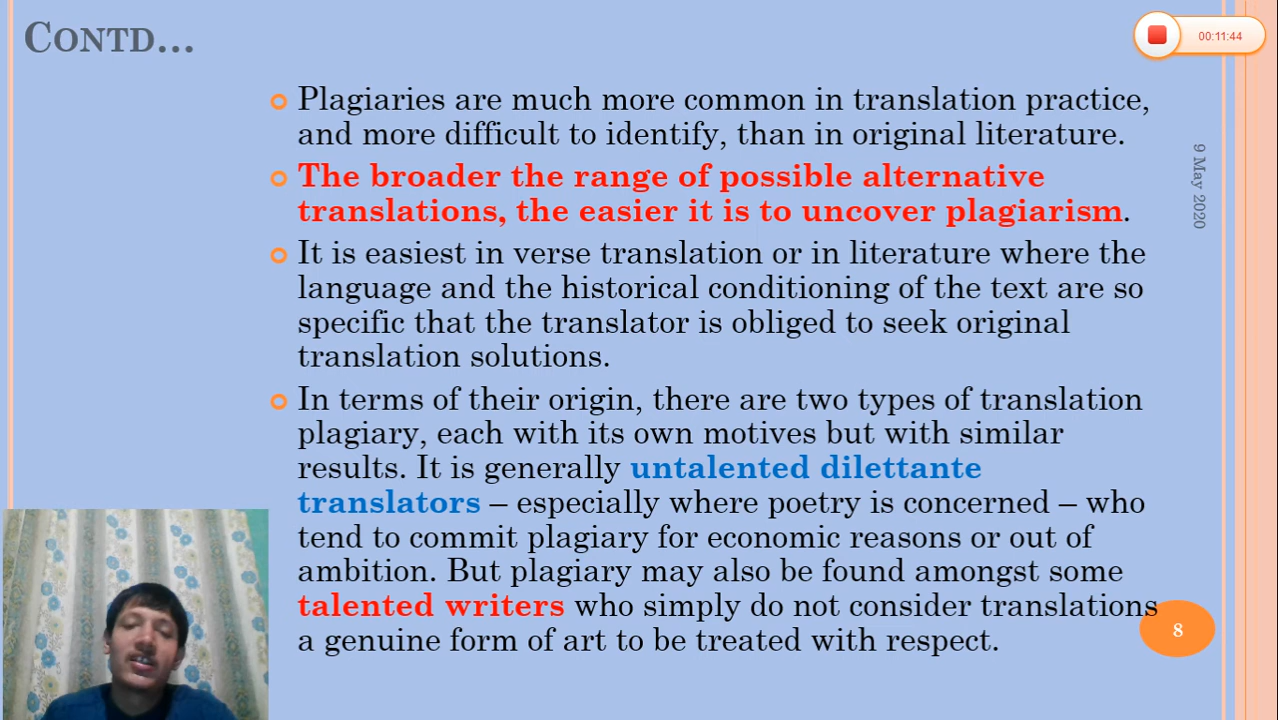 CONTD...
00:11:44
Plagiaries are much more common in translation practice,
and more difficult to identify, than in original literature.
The broader the range of possible alternative
translations, the easier it is to uncover plagiarism.
It is easiest in verse translation or in literature where the
language and the historical conditioning of the text are so
specific that the translator is obliged to seek original
translation solutions.
In terms of their origin, there are two types of translation
plagiary, each with its own motives but with similar
results. It is generally untalented dilettante
translators – especially where poetry is concerned – who
tend to commit plagiary for economic reasons or out of
ambition. But plagiary may also be found amongst some
talented writers who simply do not consider translations
a genuine form of art to be treated with respect.
9 May 2020
8